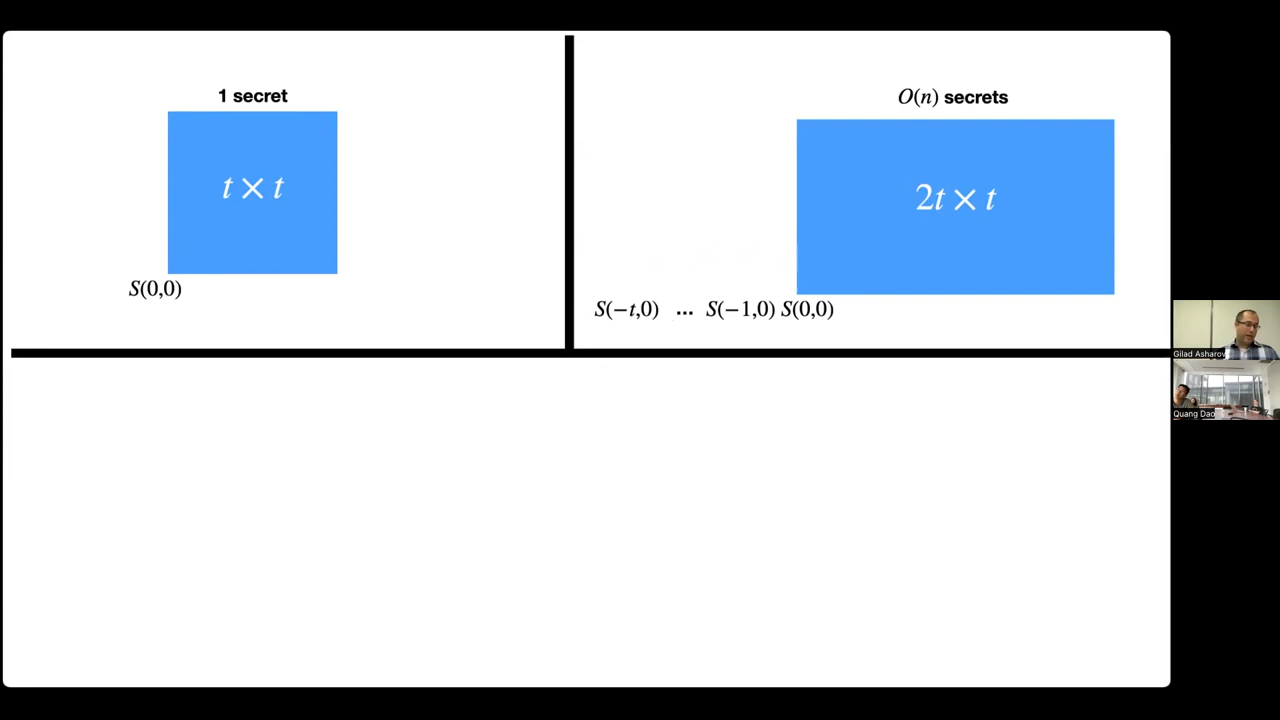 1 secret
t × t
S(0,0)
O(n) secrets
2t × t
S(−t,0) ... S(−1,0) S(0,0)
Gilad Asharov
Quang Dao